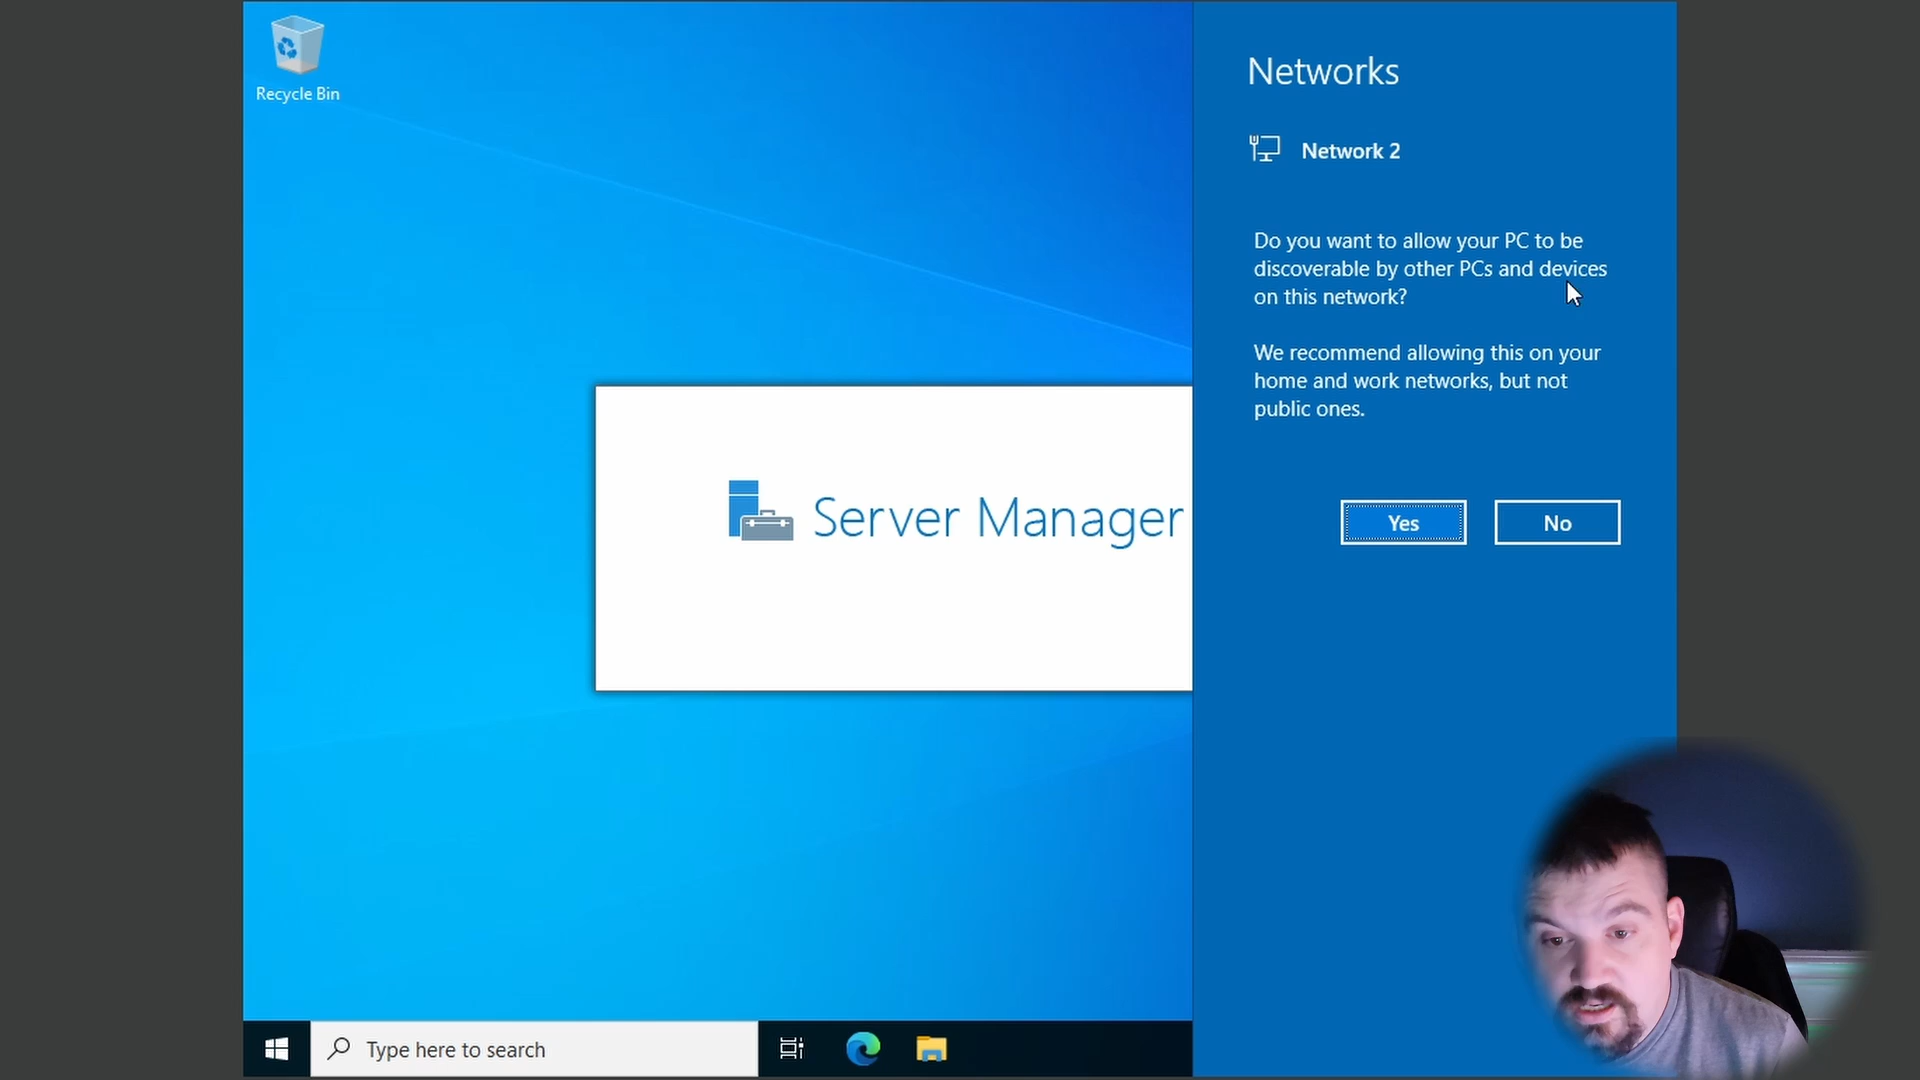 Recycle Bin
Networks
Network 2
Do you want to allow your PC to be
discoverable by other PCs and devices
on this network?
We recommend allowing this on your
home and work networks, but not
public ones.
Yes
No
Server Manager
Type here to search